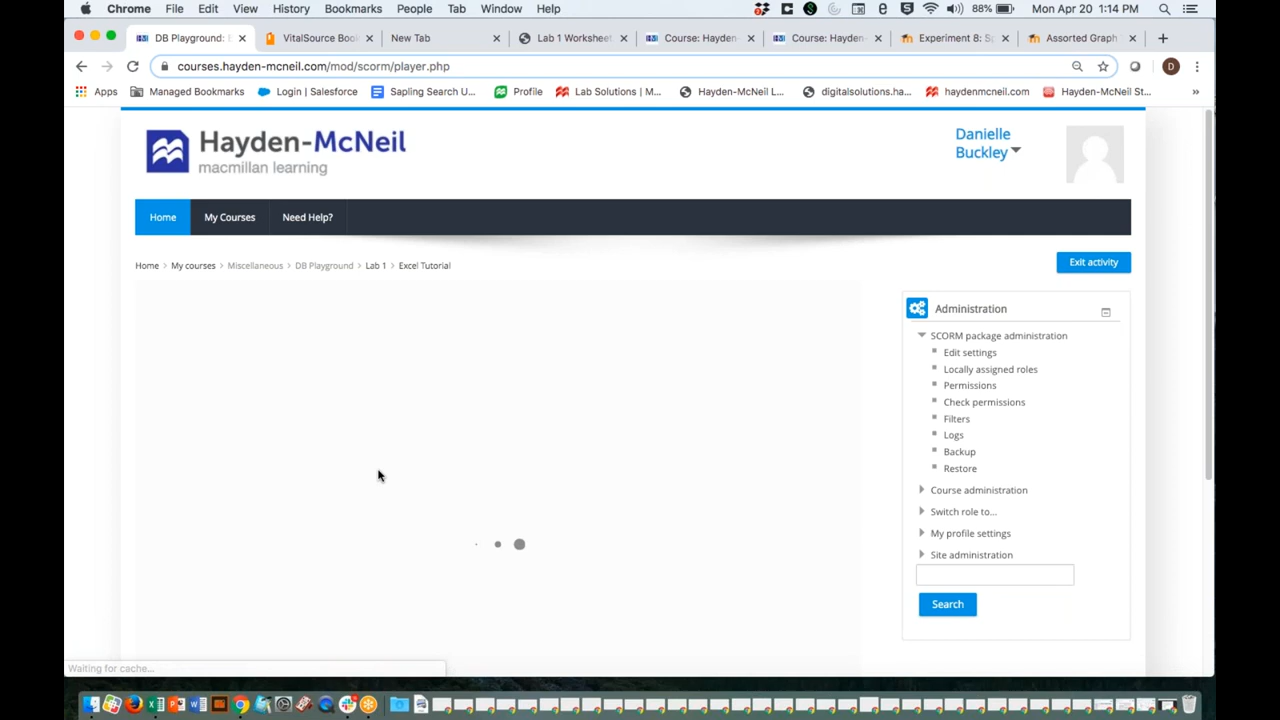 Chrome File Edit View History Bookmarks People Tab Window Help 88% Mon Apr 20 1:14 PM
DB Playground: VitalSource Boo New Tab Lab 1 Worksheet Course: Hayden- Course: Hayden- Experiment 8: Assorted Graph
courses.hayden-mcneil.com/mod/scorm/player.php D
Apps Managed Bookmarks Login | Salesforce Sapling Search U... Profile Lab Solutions | M... Hayden-McNeil L... digitalsolutions.ha... haydenmcneil.com Hayden-McNeil St... »
Hayden-McNeil
macmillan learning
Danielle
Buckley
Home My Courses Need Help?
Home My courses Miscellaneous DB Playground Lab 1 Excel Tutorial
Exit activity
Administration
SCORM package administration
Edit settings
Locally assigned roles
Permissions
Check permissions
Filters
Logs
Backup
Restore
Course administration
Switch role to...
My profile settings
Site administration
Search
Waiting for cache...